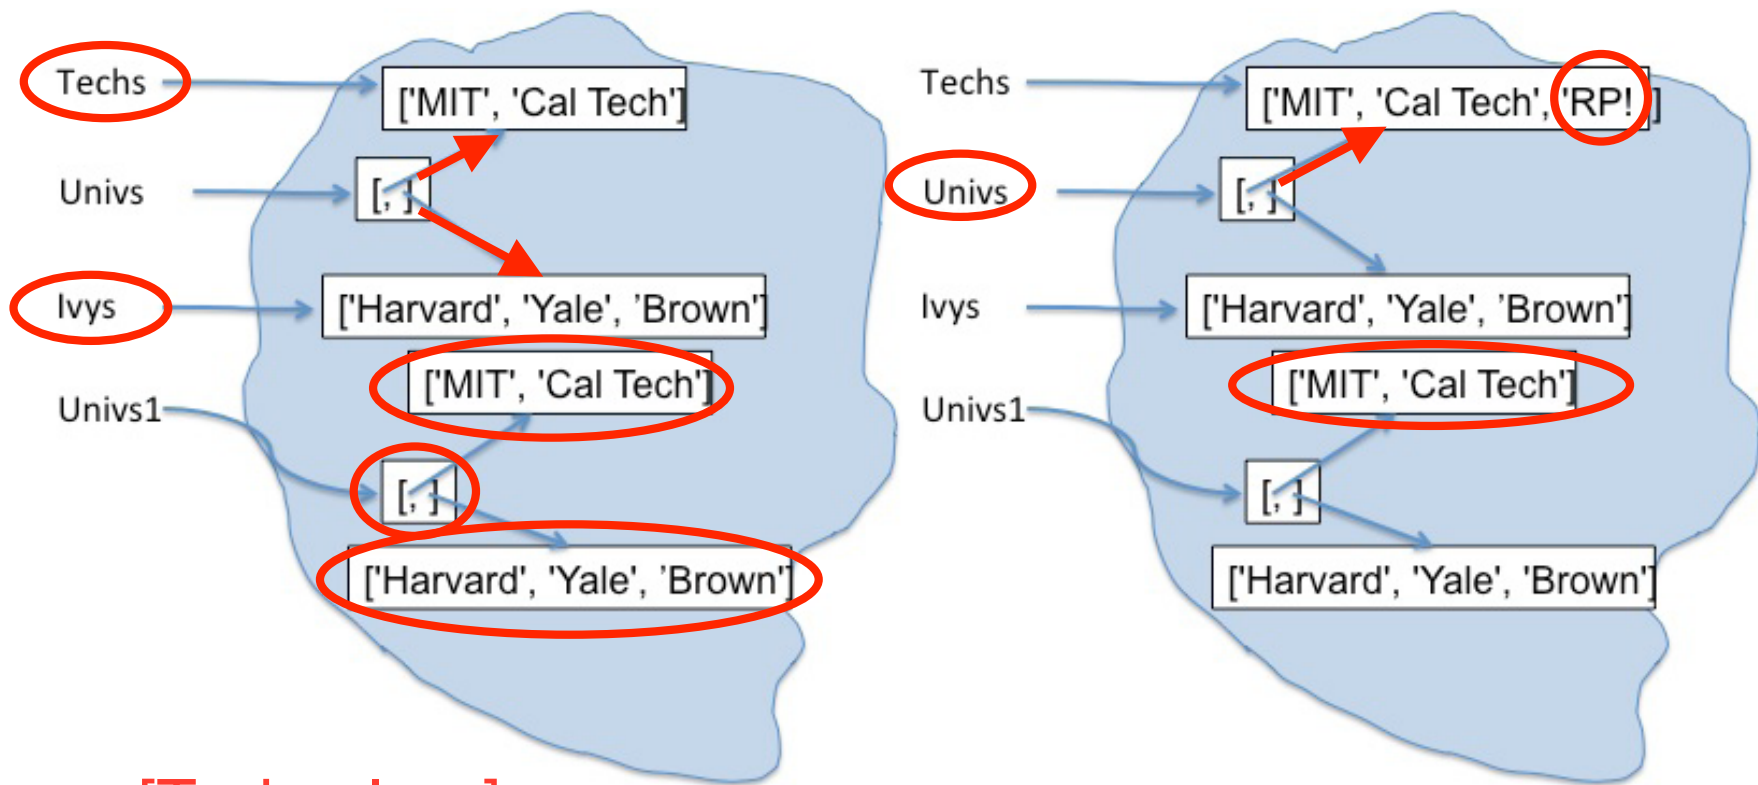 Techs
['MIT', 'Cal Tech']
Univs
[, ]
Ivys
['Harvard', 'Yale', ’Brown']
['MIT', 'Cal Tech']
Univs1
[, ]
['Harvard', 'Yale', ’Brown']
Techs
['MIT', 'Cal Tech', 'RP! ]
Univs
[, ]
Ivys
['Harvard', 'Yale', ’Brown']
['MIT', 'Cal Tech']
Univs1
[, ]
['Harvard', 'Yale', 'Brown']